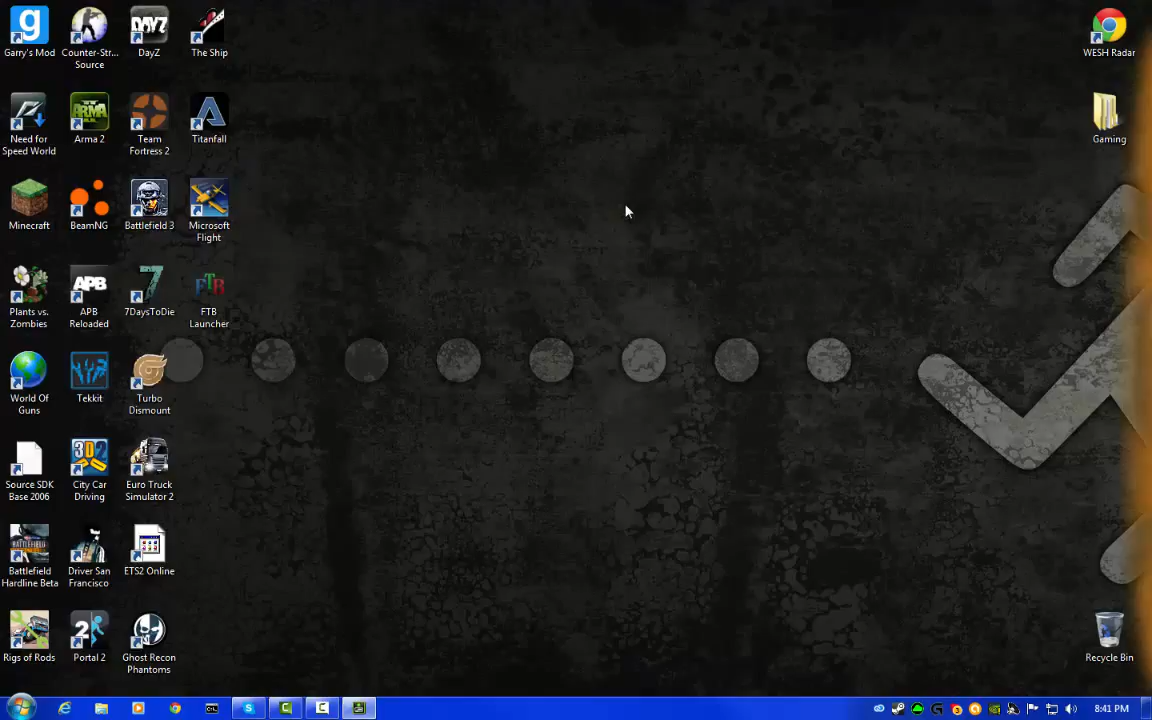 Garry's Mod
Counter-Str... Source
DayZ
The Ship
WESH Radar
Need for Speed World
Arma 2
Team Fortress 2
Titanfall
Gaming
Minecraft
BeamNG
Battlefield 3
Microsoft Flight
Plants vs. Zombies
APB Reloaded
7DaysToDie
FTB Launcher
World Of Guns
Tekkit
Turbo Dismount
Source SDK Base 2006
City Car Driving
Euro Truck Simulator 2
Battlefield Hardline Beta
Driver San Francisco
ETS2 Online
Rigs of Rods
Portal 2
Ghost Recon Phantoms
Recycle Bin
8:41 PM